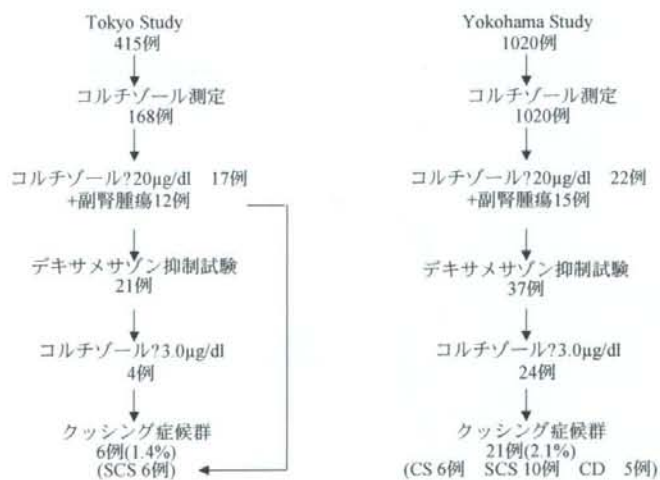 Tokyo Study
415例
コルチゾール測定
168例
コルチゾール?20μg/dl 17例
+副腎腫瘍12例
デキサメサゾン抑制試験
21例
コルチゾール?3.0μg/dl
4例
クッシング症候群
6例(1.4%)
(SCS 6例)
Yokohama Study
1020例
コルチゾール測定
1020例
コルチゾール?20μg/dl 22例
+副腎腫瘍15例
デキサメサゾン抑制試験
37例
コルチゾール?3.0μg/dl
24例
クッシング症候群
21例(2.1%)
(CS 6例 SCS 10例 CD 5例)